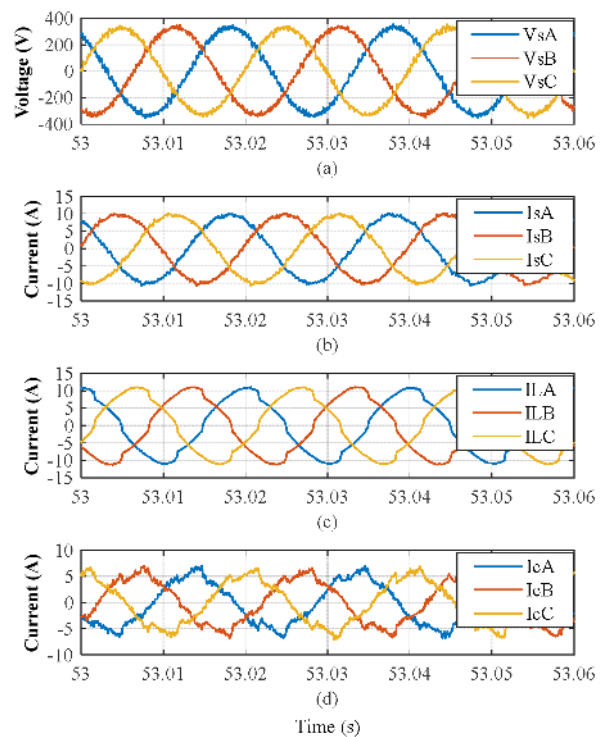 Voltage (V)
400
200
0
-200
-400
VsA
VsB
VsC
53 53.01 53.02 53.03 53.04 53.05 53.06
(a)
Current (A)
15
10
5
0
-5
-10
-15
IsA
IsB
IsC
53 53.01 53.02 53.03 53.04 53.05 53.06
(b)
Current (A)
15
10
5
0
-5
-10
-15
ILA
ILB
ILC
53 53.01 53.02 53.03 53.04 53.05 53.06
(c)
Current (A)
10
5
0
-5
-10
IcA
IcB
IcC
53 53.01 53.02 53.03 53.04 53.05 53.06
(d)
Time (s)